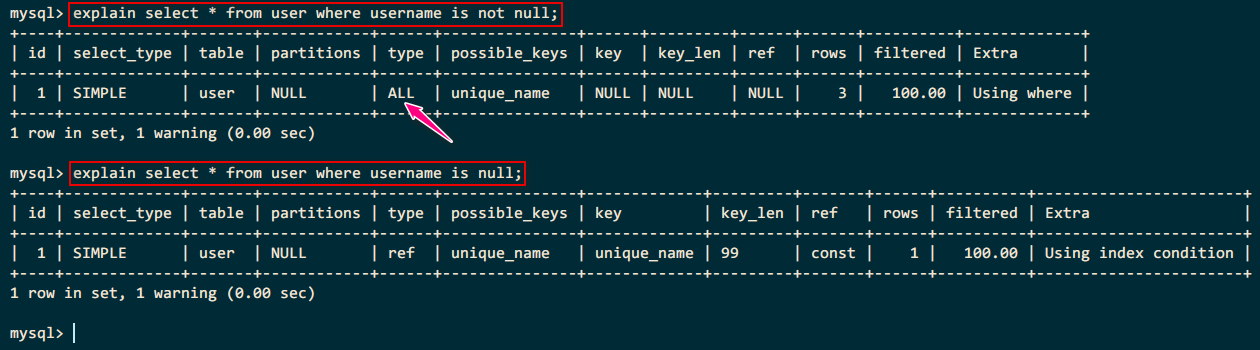 mysql> explain select * from user where username is not null;
+----+-------------+-------+------------+------+---------------+------+---------+------+------+----------+-------------+
| id | select_type | table | partitions | type | possible_keys | key  | key_len | ref  | rows | filtered | Extra       |
+----+-------------+-------+------------+------+---------------+------+---------+------+------+----------+-------------+
|  1 | SIMPLE      | user  | NULL       | ALL  | unique_name   | NULL | NULL    | NULL |    3 |   100.00 | Using where |
+----+-------------+-------+------------+------+---------------+------+---------+------+------+----------+-------------+
1 row in set, 1 warning (0.00 sec)

mysql> explain select * from user where username is null;
+----+-------------+-------+------------+------+---------------+-------------+---------+-------+------+----------+-----------------------+
| id | select_type | table | partitions | type | possible_keys | key         | key_len | ref   | rows | filtered | Extra                 |
+----+-------------+-------+------------+------+---------------+-------------+---------+-------+------+----------+-----------------------+
|  1 | SIMPLE      | user  | NULL       | ref  | unique_name   | unique_name | 99      | const |    1 |   100.00 | Using index condition |
+----+-------------+-------+------------+------+---------------+-------------+---------+-------+------+----------+-----------------------+
1 row in set, 1 warning (0.00 sec)

mysql>